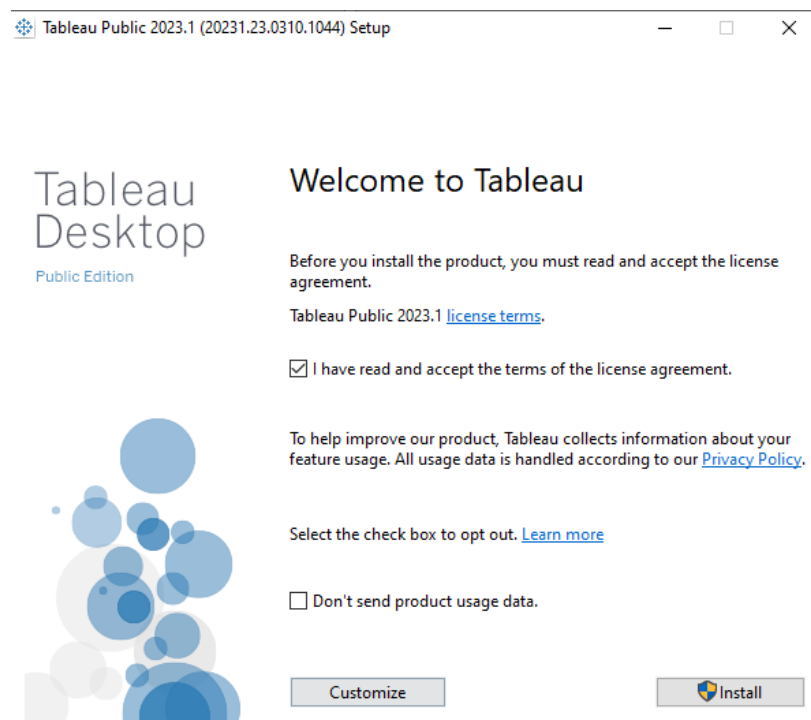 Tableau Public 2023.1 (20231.23.0310.1044) Setup
Tableau
Desktop
Public Edition
Welcome to Tableau
Before you install the product, you must read and accept the license
agreement.
Tableau Public 2023.1 license terms.
I have read and accept the terms of the license agreement.
To help improve our product, Tableau collects information about your
feature usage. All usage data is handled according to our Privacy Policy.
Select the check box to opt out. Learn more
Don't send product usage data.
Customize
Install